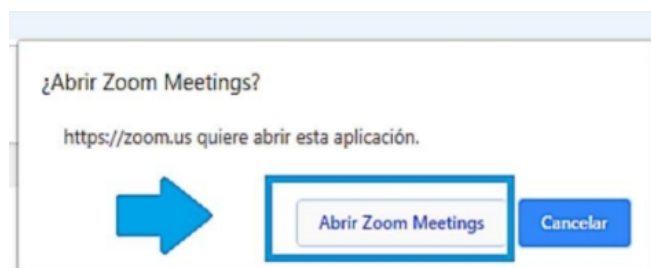 ¿Abrir Zoom Meetings?
https://zoom.us quiere abrir esta aplicación.
Abrir Zoom Meetings Cancelar